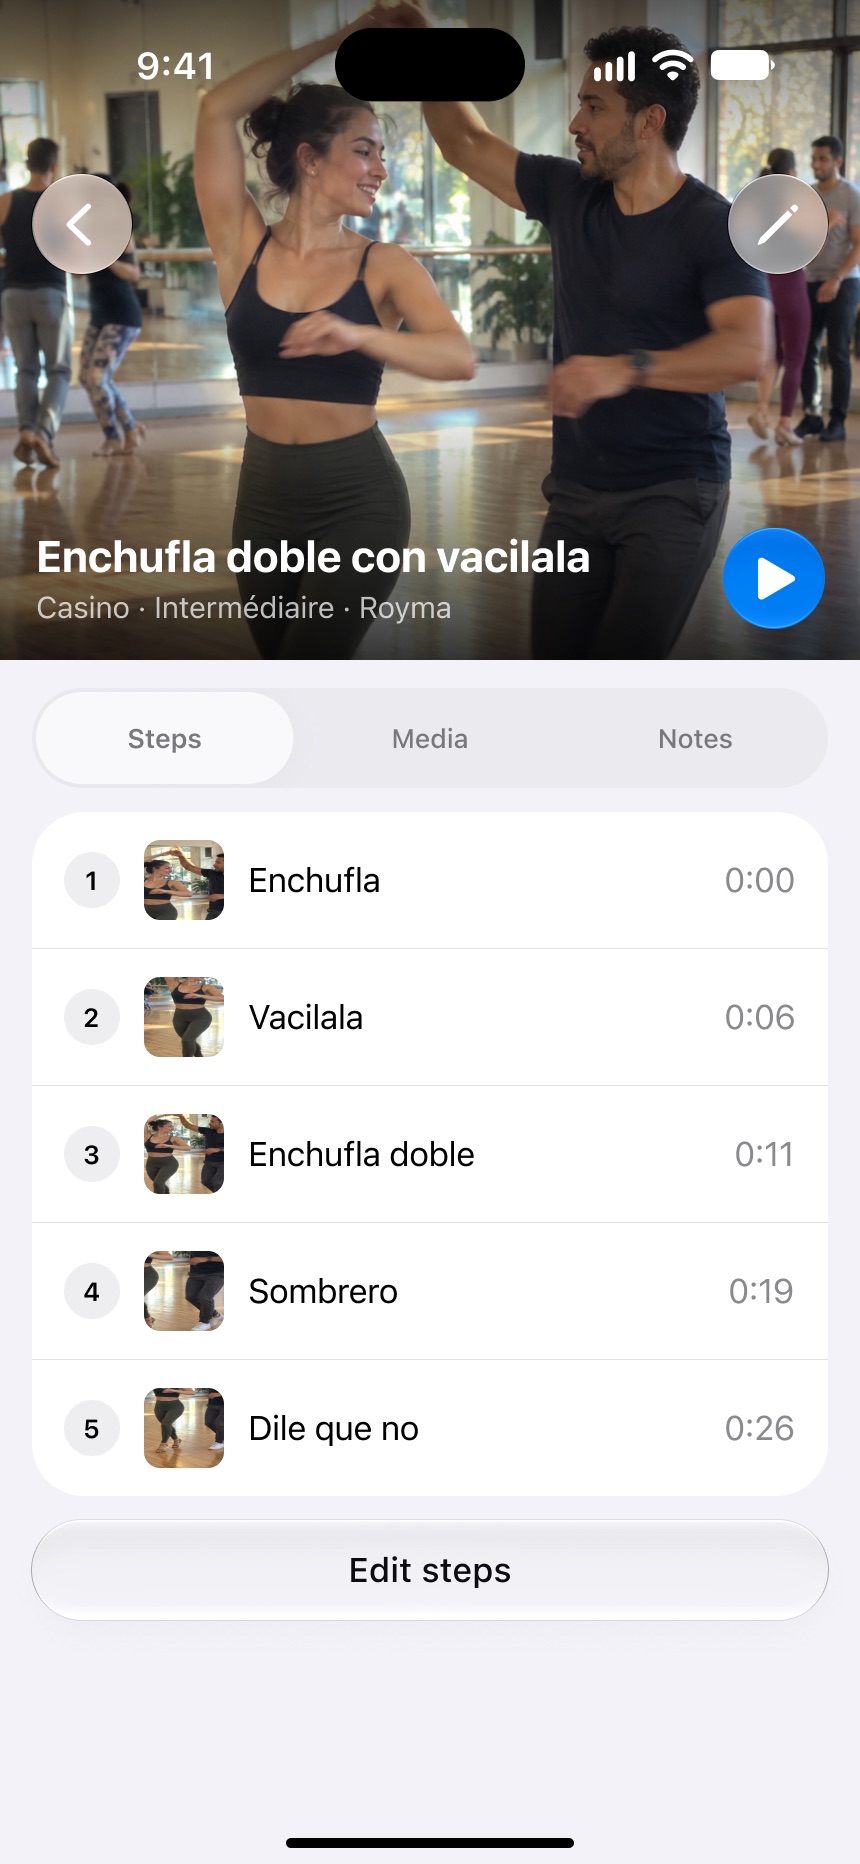 9:41
Enchufla doble con vacilala
Casino · Intermédiaire · Royma
Steps Media Notes
1 Enchufla 0:00
2 Vacilala 0:06
3 Enchufla doble 0:11
4 Sombrero 0:19
5 Dile que no 0:26
Edit steps